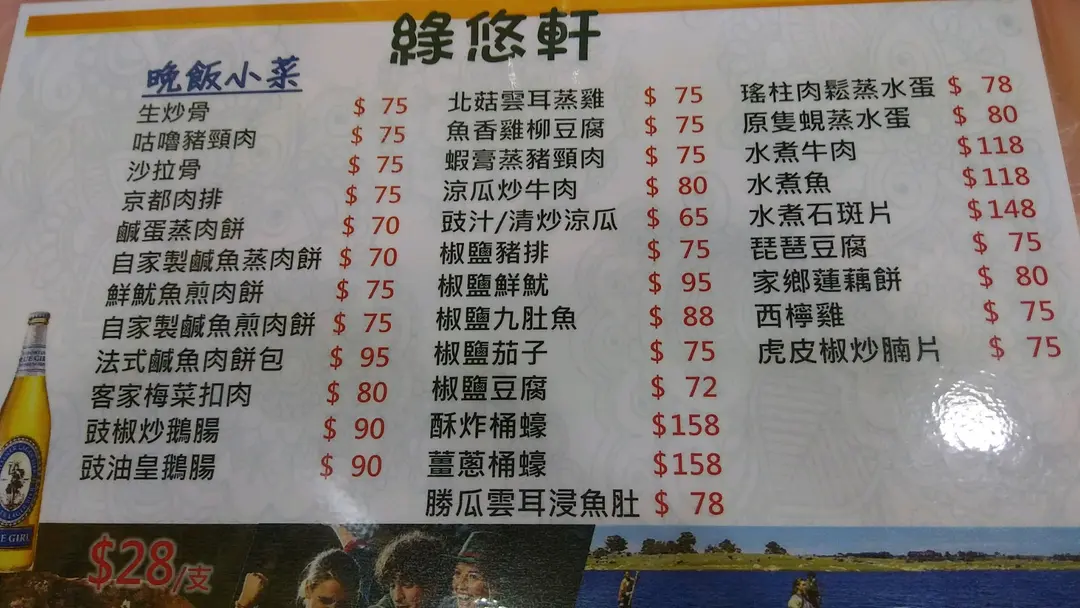 綠悠軒
晚飯小菜
生炒骨 $ 75
咕嚕豬頸肉 $ 75
沙拉骨 $ 75
京都肉排 $ 75
鹹蛋蒸肉餅 $ 70
自家製鹹魚蒸肉餅 $ 70
鮮魷魚煎肉餅 $ 75
自家製鹹魚煎肉餅 $ 75
法式鹹魚肉餅包 $ 95
客家梅菜扣肉 $ 80
豉椒炒鵝腸 $ 90
豉油皇鵝腸 $ 90
北菇雲耳蒸雞 $ 75
魚香雞柳豆腐 $ 75
蝦膏蒸豬頸肉 $ 75
涼瓜炒牛肉 $ 80
豉汁/清炒涼瓜 $ 65
椒鹽豬排 $ 75
椒鹽鮮魷 $ 95
椒鹽九肚魚 $ 88
椒鹽茄子 $ 75
椒鹽豆腐 $ 72
酥炸桶蠔 $158
薑蔥桶蠔 $158
勝瓜雲耳浸魚肚 $ 78
瑤柱肉鬆蒸水蛋 $ 78
原隻蜆蒸水蛋 $ 80
水煮牛肉 $118
水煮魚 $118
水煮石斑片 $148
琵琶豆腐 $ 75
家鄉蓮藕餅 $ 80
西檸雞 $ 75
虎皮椒炒腩片 $ 75
$28/支